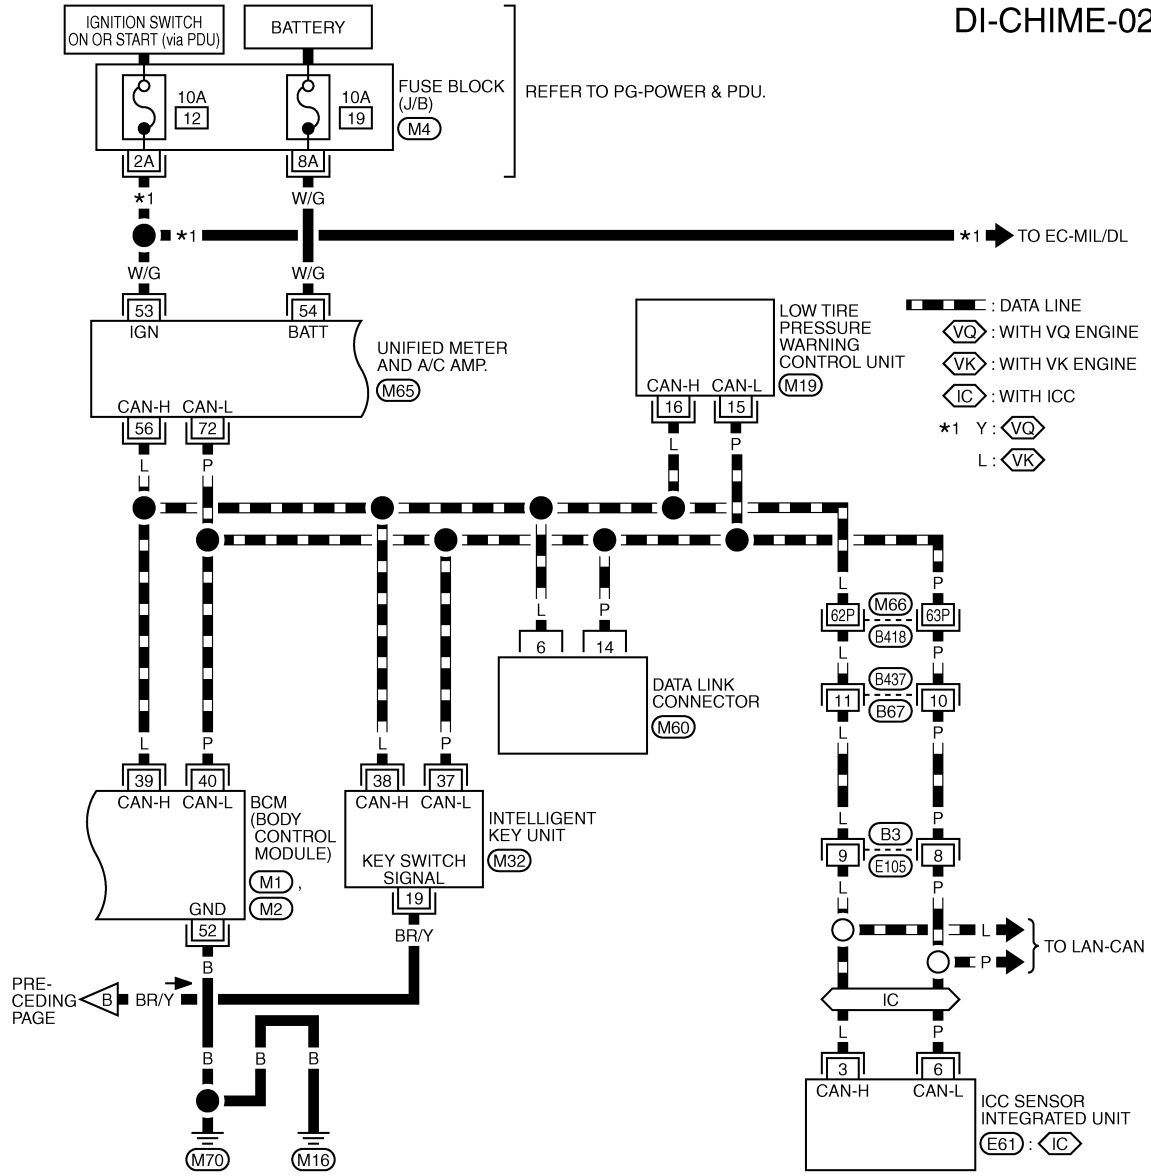 DI-CHIME-02
IGNITION SWITCH
ON OR START (via PDU)
BATTERY
10A
12
10A
19
FUSE BLOCK
(J/B)
M4
REFER TO PG-POWER & PDU.
2A
8A
*1
W/G
*1
*1
TO EC-MIL/DL
W/G
W/G
53
54
IGN
BATT
UNIFIED METER
AND A/C AMP.
M65
CAN-H
CAN-L
56
72
L
P
LOW TIRE
PRESSURE
WARNING
CONTROL UNIT
M19
CAN-H
CAN-L
16
15
L
P
: DATA LINE
VQ : WITH VQ ENGINE
VK : WITH VK ENGINE
IC : WITH ICC
*1 Y : VQ
L : VK
L
P
62P
M66
63P
B418
L
P
6
14
L
P
DATA LINK
CONNECTOR
M60
B437
11
10
B67
L
P
L
P
L
P
39
40
38
37
CAN-H
CAN-L
CAN-H
CAN-L
BCM
(BODY
CONTROL
MODULE)
M1 ,
M2
INTELLIGENT
KEY UNIT
M32
KEY SWITCH
SIGNAL
19
BR/Y
GND
52
B
L
P
B3
9
8
E105
L
P
L
P
TO LAN-CAN
PRE-
CEDING
PAGE
B
BR/Y
IC
B
B
B
L
P
3
6
CAN-H
CAN-L
ICC SENSOR
INTEGRATED UNIT
E61 : IC
M70
M16